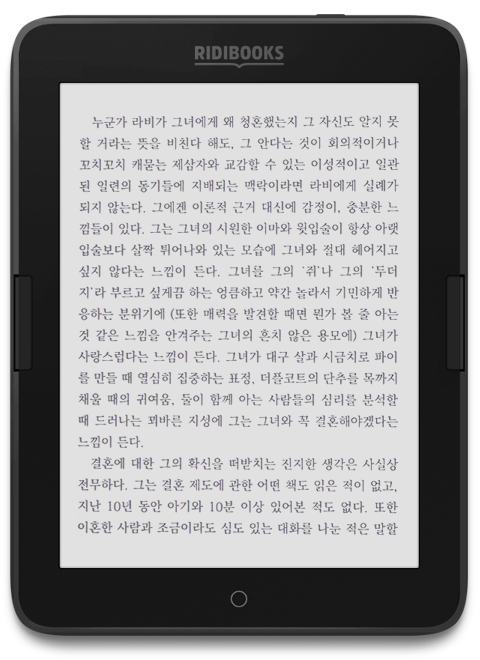 RIDIBOOKS
누군가 라비가 그녀에게 왜 청혼했는지 그 자신도 알지 못
할 거라는 뜻을 비친다 해도, 그 안다는 것이 회의적이거나
꼬치꼬치 캐묻는 제삼자와 교감할 수 있는 이성적이고 일관
된 일련의 동기들에 지배되는 맥락이라면 라비에게 실례가
되지 않는다. 그에겐 이론적 근거 대신에 감정이, 충분한 느
낌들이 있다. 그는 그녀의 시원한 이마와 윗입술이 항상 아랫
입술보다 살짝 튀어나와 있는 모습에 그녀와 절대 헤어지고
싶지 않다는 느낌이 든다. 그녀를 그의 '쥐'나 그의 '두더
지'라 부르고 싶게끔 하는 엉큼하고 약간 놀라서 기민하게 반
응하는 분위기에 (또한 매력을 발견할 때면 뭔가 볼 줄 아는
것 같은 느낌을 안겨주는 그녀의 흔치 않은 용모에) 그녀가
사랑스럽다는 느낌이 든다. 그녀가 대구 살과 시금치로 파이
를 만들 때 열심히 집중하는 표정, 더플코트의 단추를 목까지
채울 때의 귀여움, 둘이 함께 아는 사람들의 심리를 분석할
때 드러나는 꾀바른 지성에 그는 그녀와 꼭 결혼해야겠다는
느낌이 든다.
결혼에 대한 그의 확신을 떠받치는 진지한 생각은 사실상
전무하다. 그는 결혼 제도에 관한 어떤 책도 읽은 적이 없고,
지난 10년 동안 아기와 10분 이상 있어본 적도 없다. 또한
이혼한 사람과 조금이라도 심도 있는 대화를 나눈 적은 말할